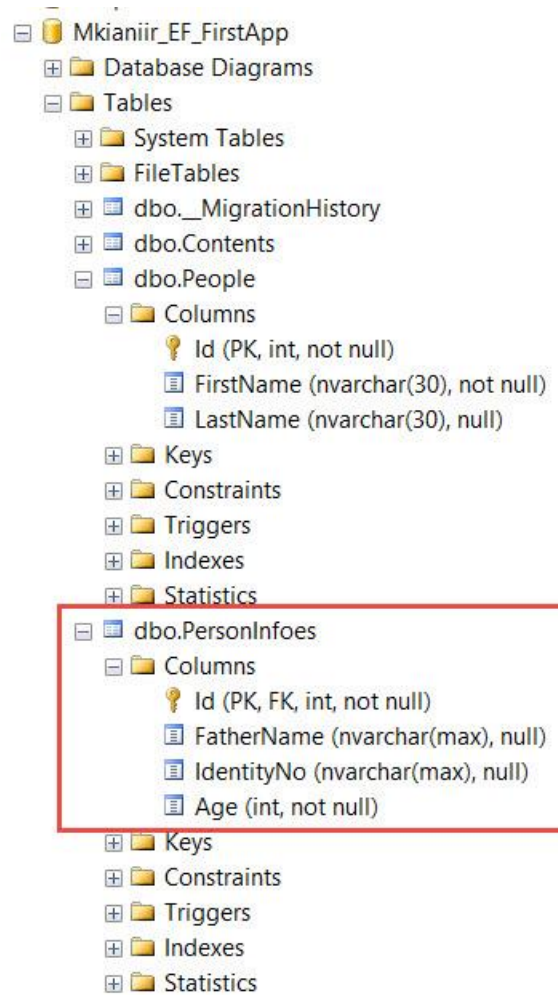 Mkianiir_EF_FirstApp
Database Diagrams
Tables
System Tables
FileTables
dbo.__MigrationHistory
dbo.Contents
dbo.People
Columns
Id (PK, int, not null)
FirstName (nvarchar(30), not null)
LastName (nvarchar(30), null)
Keys
Constraints
Triggers
Indexes
Statistics
dbo.PersonInfoes
Columns
Id (PK, FK, int, not null)
FatherName (nvarchar(max), null)
IdentityNo (nvarchar(max), null)
Age (int, not null)
Keys
Constraints
Triggers
Indexes
Statistics